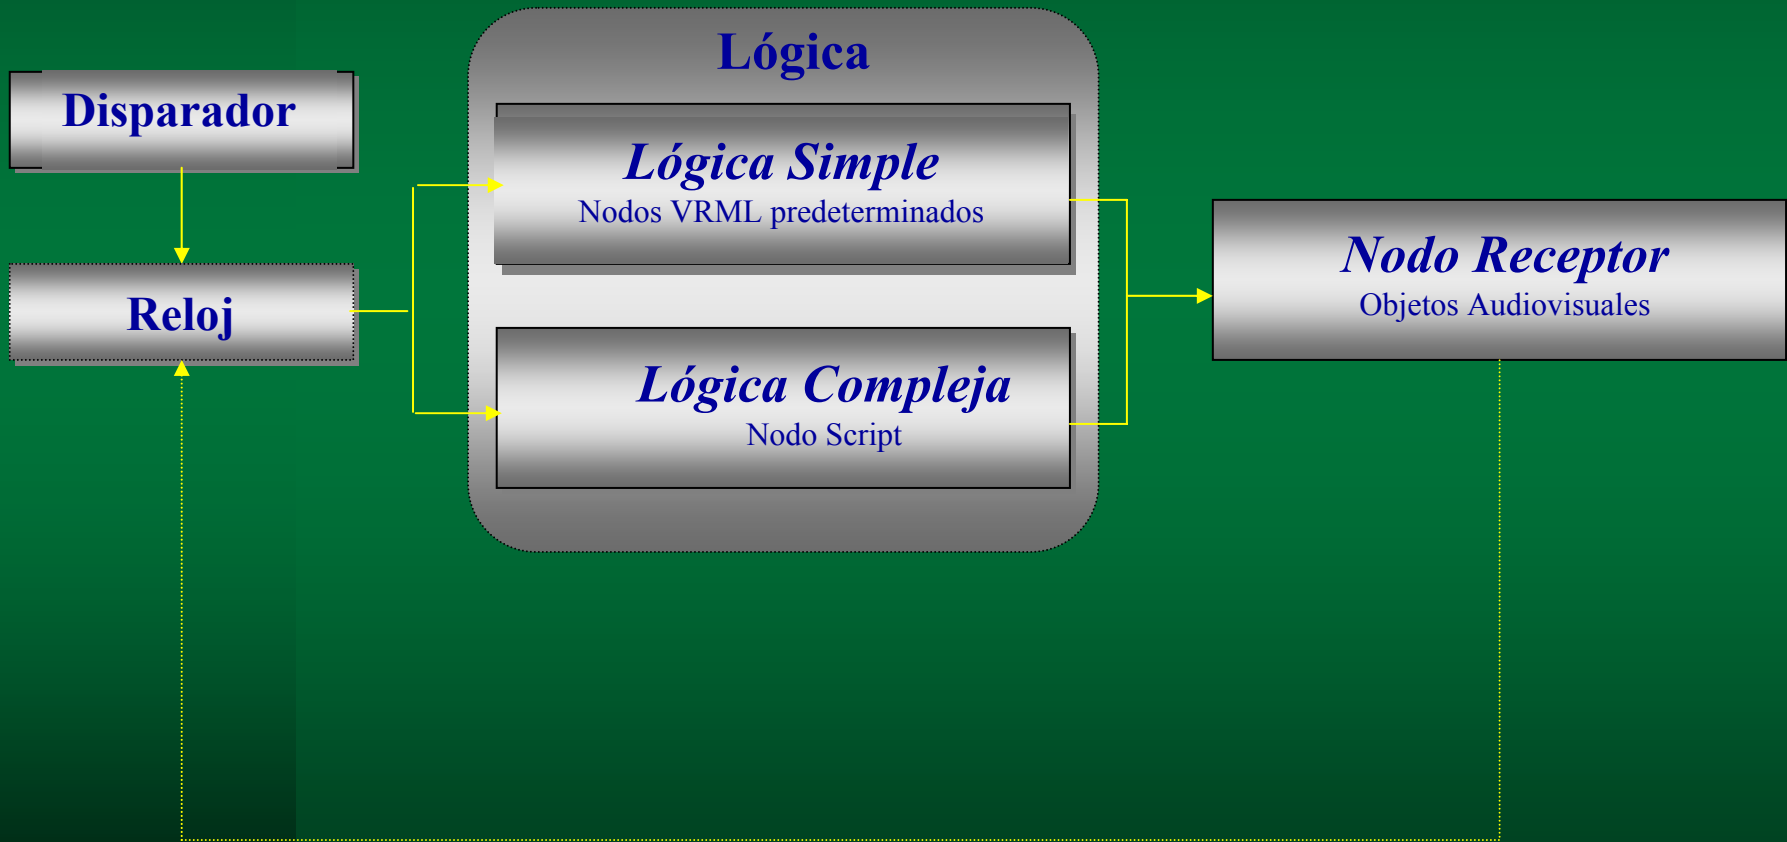 Lógica
Disparador
Lógica Simple
Nodos VRML predeterminados
Reloj
Lógica Compleja
Nodo Script
Nodo Receptor
Objetos Audiovisuales